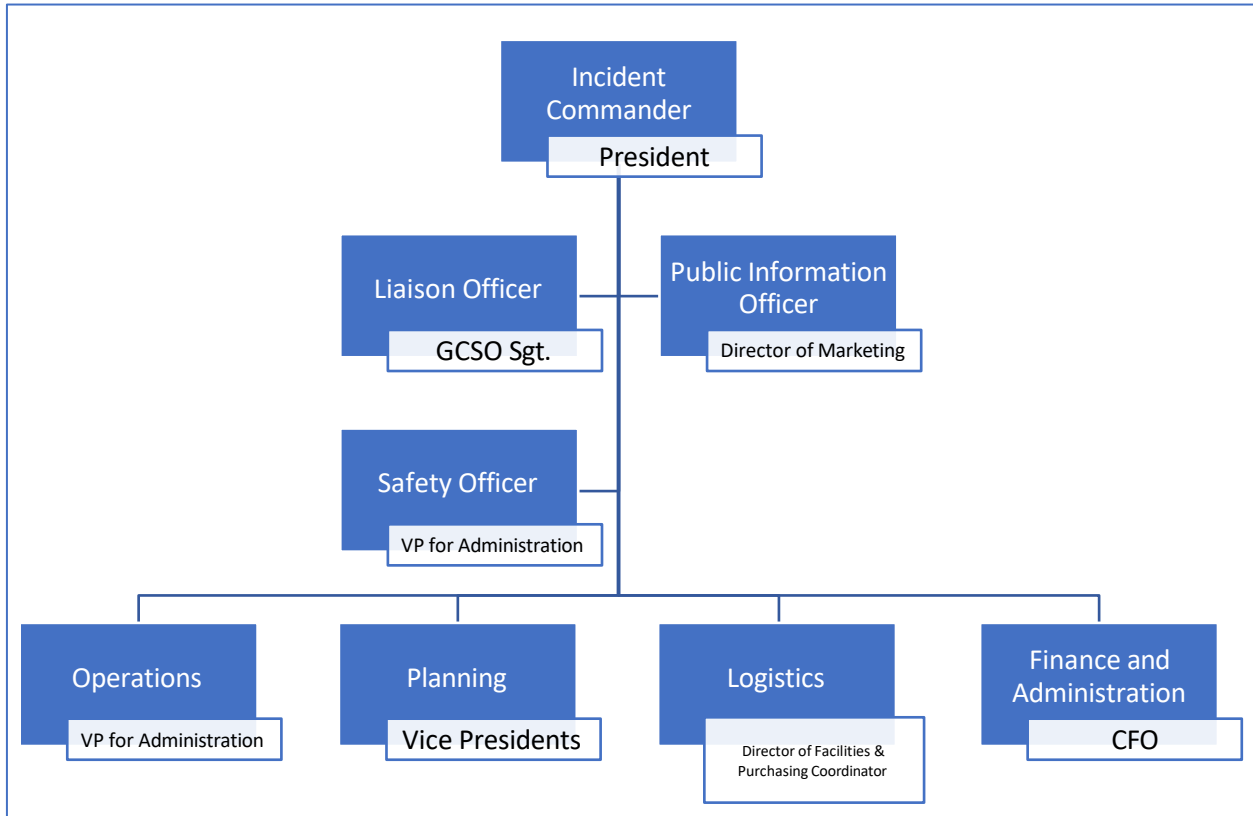 Incident
Commander
President
Liaison Officer
GCSO Sgt.
Public Information
Officer
Director of Marketing
Safety Officer
VP for Administration
Operations
VP for Administration
Planning
Vice Presidents
Logistics
Director of Facilities &
Purchasing Coordinator
Finance and
Administration
CFO